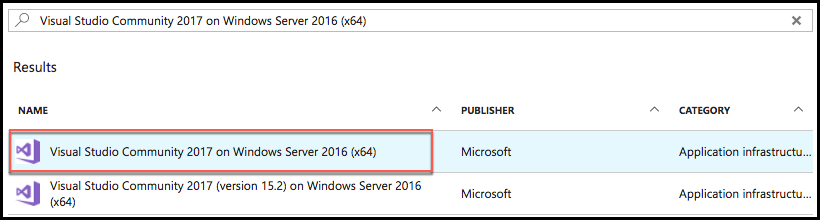 Visual Studio Community 2017 on Windows Server 2016 (x64)
Results
NAME PUBLISHER CATEGORY
Visual Studio Community 2017 on Windows Server 2016 (x64) Microsoft Application infrastructu...
Visual Studio Community 2017 (version 15.2) on Windows Server 2016 Microsoft Application infrastructu...
(x64)